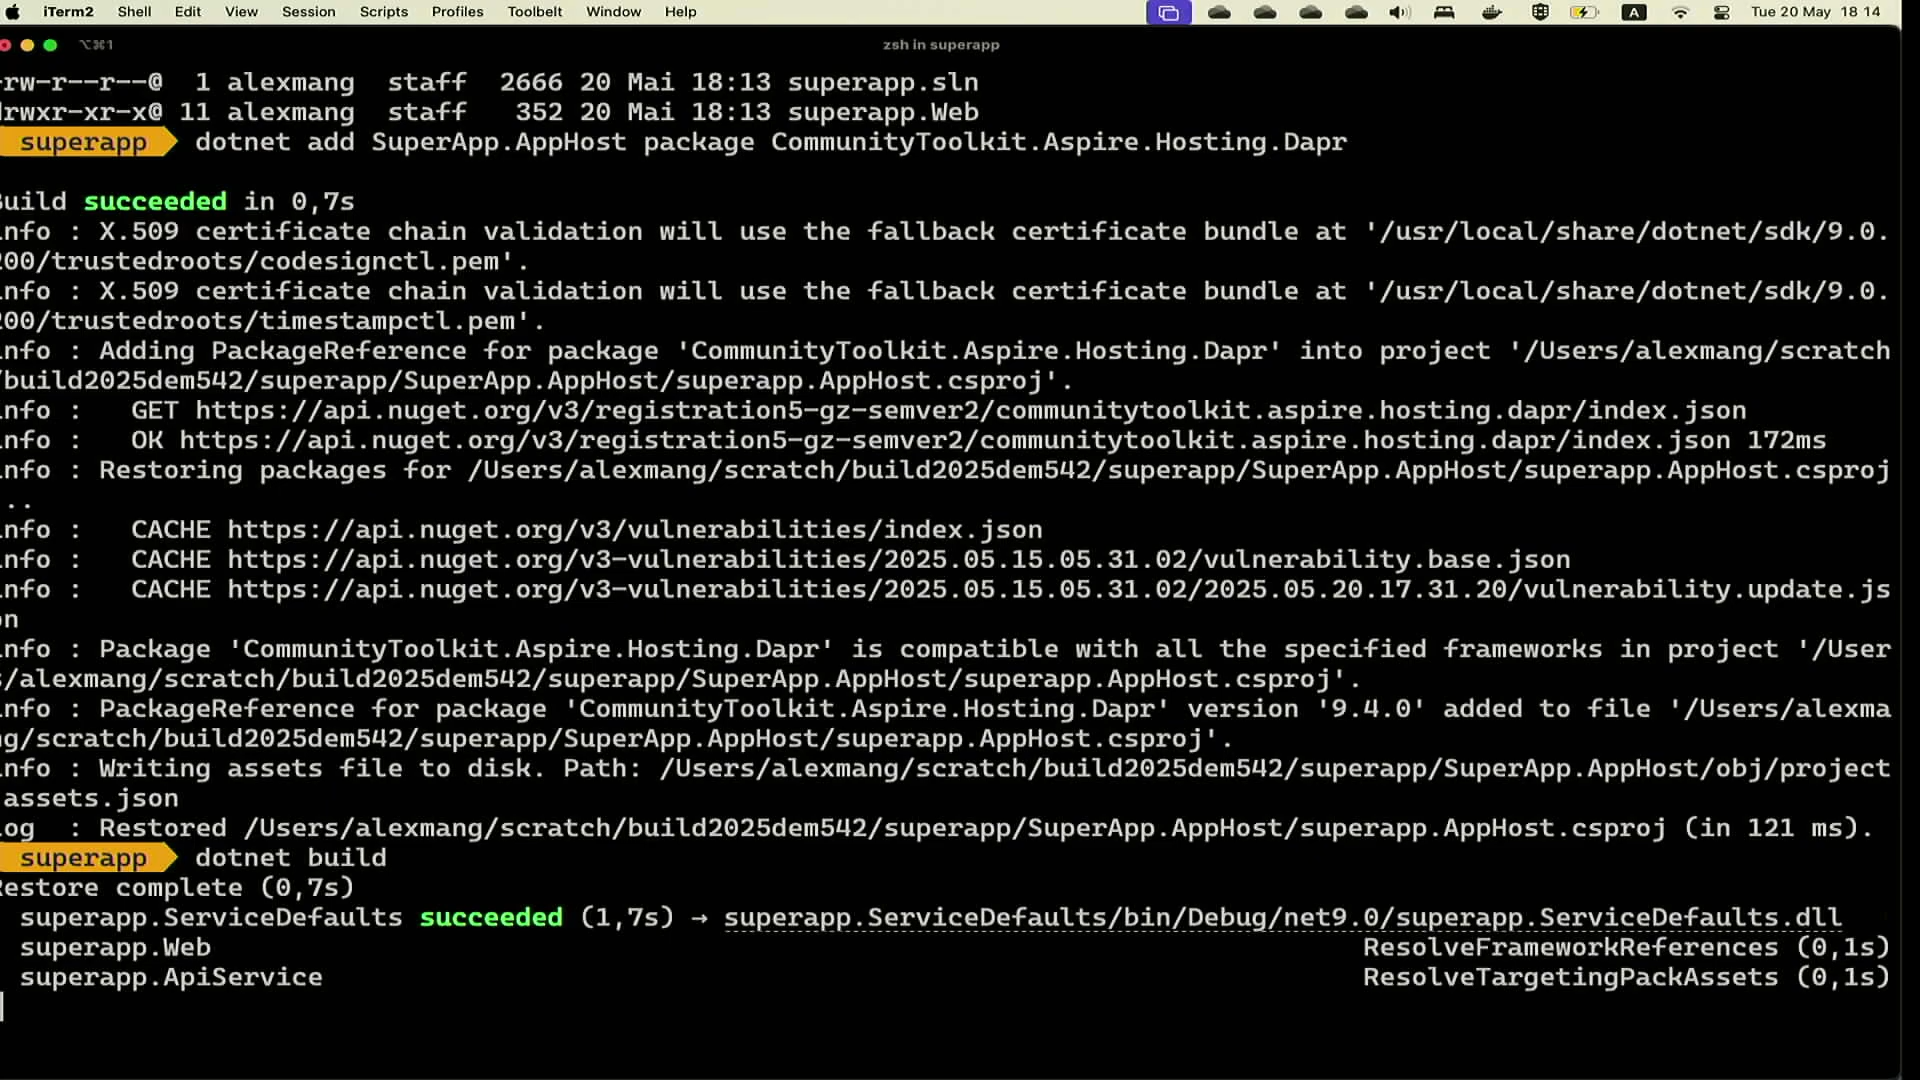 iTerm2 Shell Edit View Session Scripts Profiles Toolbelt Window Help A Tue 20 May 18 14
⌥⌘1 zsh in superapp
-rw-r--r--@ 1 alexmang staff 2666 20 Mai 18:13 superapp.sln
drwxr-xr-x@ 11 alexmang staff 352 20 Mai 18:13 superapp.Web
superapp dotnet add SuperApp.AppHost package CommunityToolkit.Aspire.Hosting.Dapr
Build succeeded in 0,7s
info : X.509 certificate chain validation will use the fallback certificate bundle at '/usr/local/share/dotnet/sdk/9.0.
200/trustedroots/codesignctl.pem'.
info : X.509 certificate chain validation will use the fallback certificate bundle at '/usr/local/share/dotnet/sdk/9.0.
200/trustedroots/timestampctl.pem'.
info : Adding PackageReference for package 'CommunityToolkit.Aspire.Hosting.Dapr' into project '/Users/alexmang/scratch
/build2025dem542/superapp/SuperApp.AppHost/superapp.AppHost.csproj'.
info :   GET https://api.nuget.org/v3/registration5-gz-semver2/communitytoolkit.aspire.hosting.dapr/index.json
info :   OK https://api.nuget.org/v3/registration5-gz-semver2/communitytoolkit.aspire.hosting.dapr/index.json 172ms
info : Restoring packages for /Users/alexmang/scratch/build2025dem542/superapp/SuperApp.AppHost/superapp.AppHost.csproj
..
info :   CACHE https://api.nuget.org/v3/vulnerabilities/index.json
info :   CACHE https://api.nuget.org/v3-vulnerabilities/2025.05.15.05.31.02/vulnerability.base.json
info :   CACHE https://api.nuget.org/v3-vulnerabilities/2025.05.15.05.31.02/2025.05.20.17.31.20/vulnerability.update.js
on
info : Package 'CommunityToolkit.Aspire.Hosting.Dapr' is compatible with all the specified frameworks in project '/User
s/alexmang/scratch/build2025dem542/superapp/SuperApp.AppHost/superapp.AppHost.csproj'.
info : PackageReference for package 'CommunityToolkit.Aspire.Hosting.Dapr' version '9.4.0' added to file '/Users/alexma
ng/scratch/build2025dem542/superapp/SuperApp.AppHost/superapp.AppHost.csproj'.
info : Writing assets file to disk. Path: /Users/alexmang/scratch/build2025dem542/superapp/SuperApp.AppHost/obj/project
assets.json
log  : Restored /Users/alexmang/scratch/build2025dem542/superapp/SuperApp.AppHost/superapp.AppHost.csproj (in 121 ms).
superapp dotnet build
Restore complete (0,7s)
superapp.ServiceDefaults succeeded (1,7s) → superapp.ServiceDefaults/bin/Debug/net9.0/superapp.ServiceDefaults.dll
superapp.Web ResolveFrameworkReferences (0,1s)
superapp.ApiService ResolveTargetingPackAssets (0,1s)